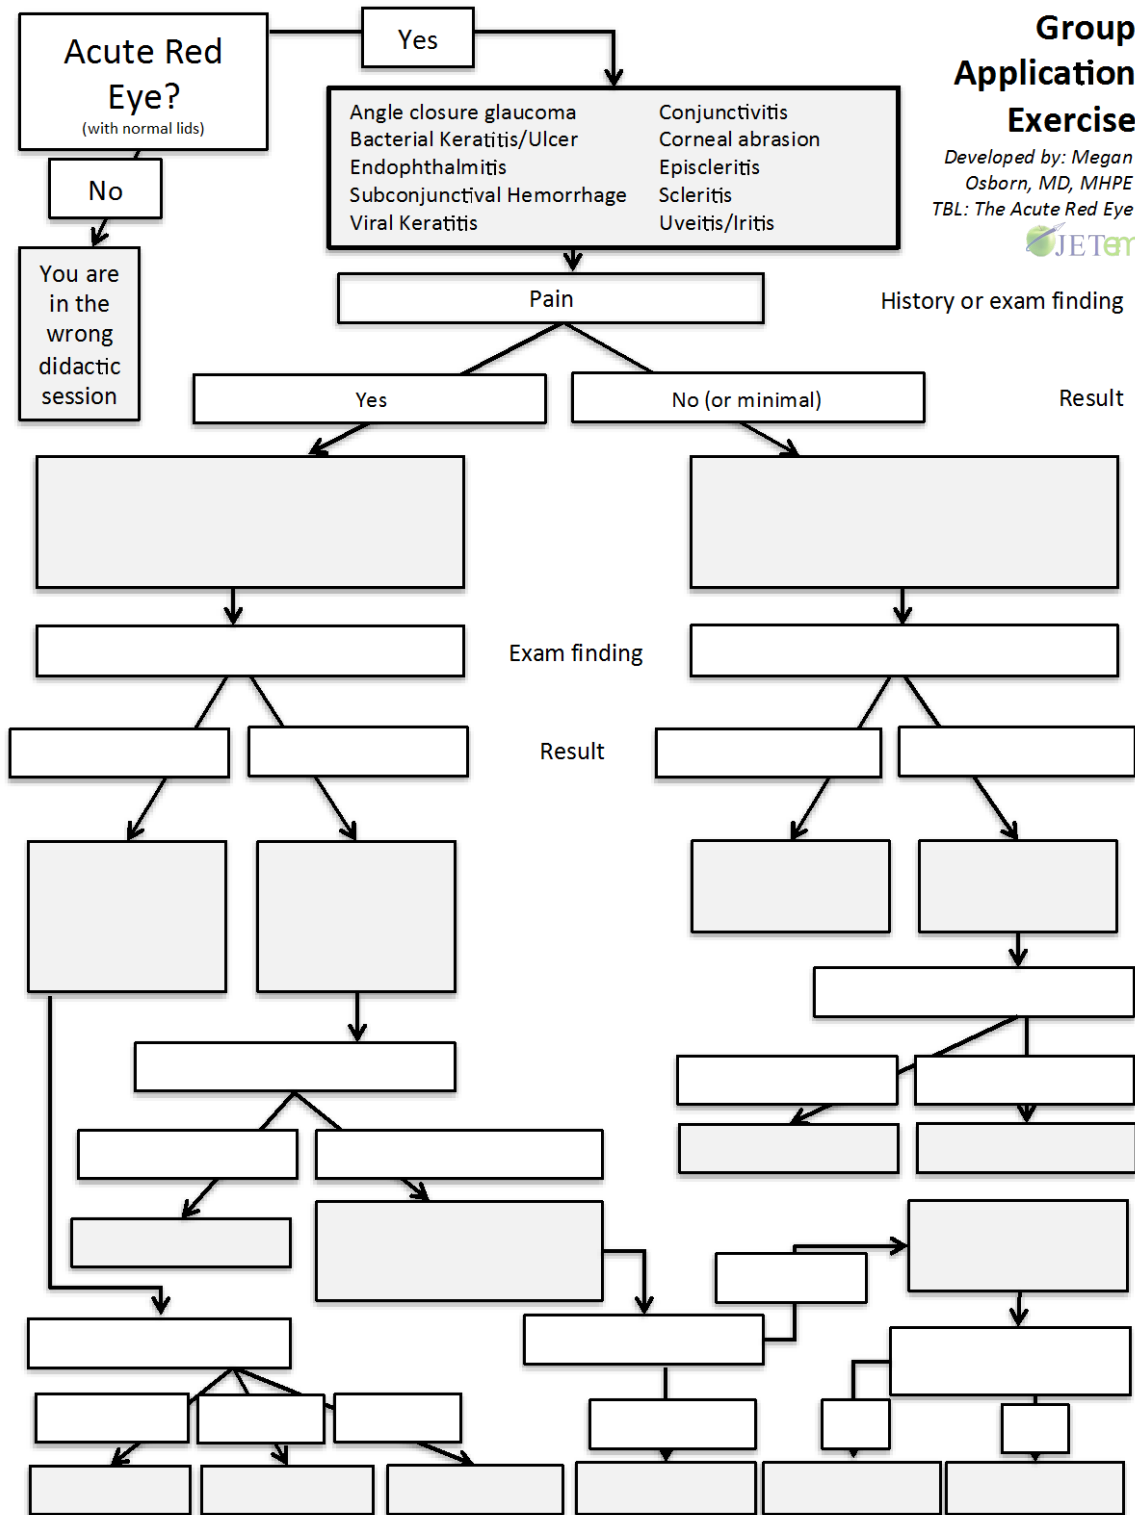 Acute Red
Eye?
(with normal lids)
Yes
Group
Application
Exercise
Developed by: Megan
Osborn, MD, MHPE
TBL: The Acute Red Eye
JETem
No
Angle closure glaucoma
Bacterial Keratitis/Ulcer
Endophthalmitis
Subconjunctival Hemorrhage
Viral Keratitis
Conjunctivitis
Corneal abrasion
Episcleritis
Scleritis
Uveitis/Iritis
You are
in the
wrong
didactic
session
Pain
History or exam finding
Yes
No (or minimal)
Result
Exam finding
Result